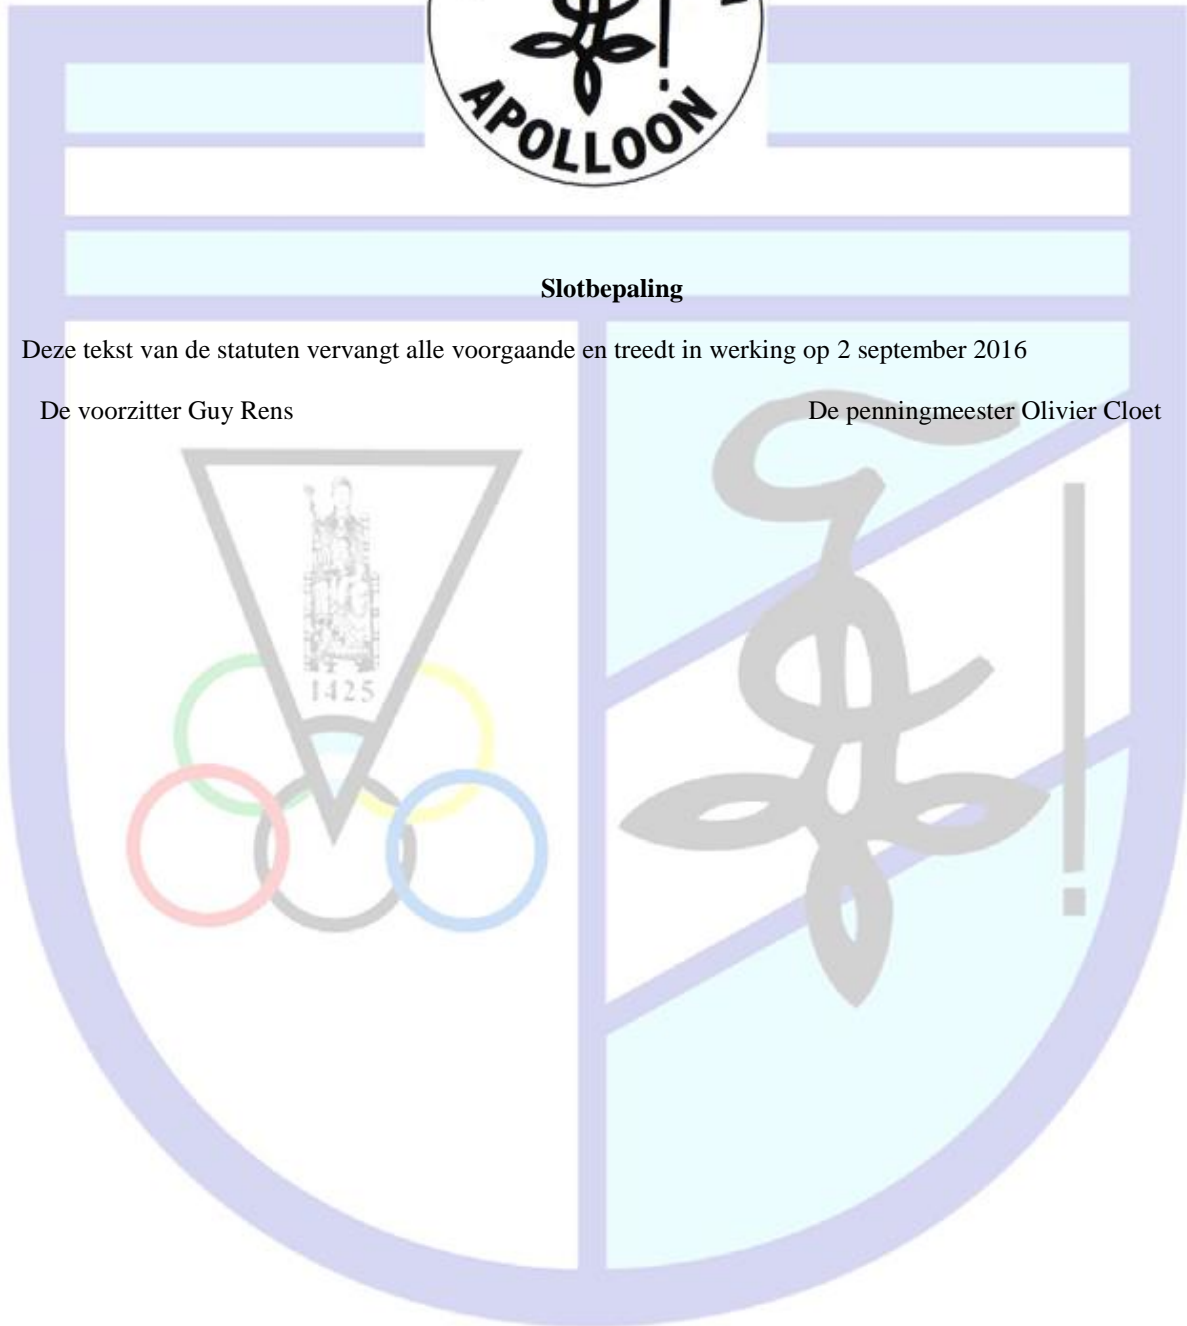 APOLLOON
Slotbepaling
Deze tekst van de statuten vervangt alle voorgaande en treedt in werking op 2 september 2016
De voorzitter Guy Rens De penningmeester Olivier Cloet
1425